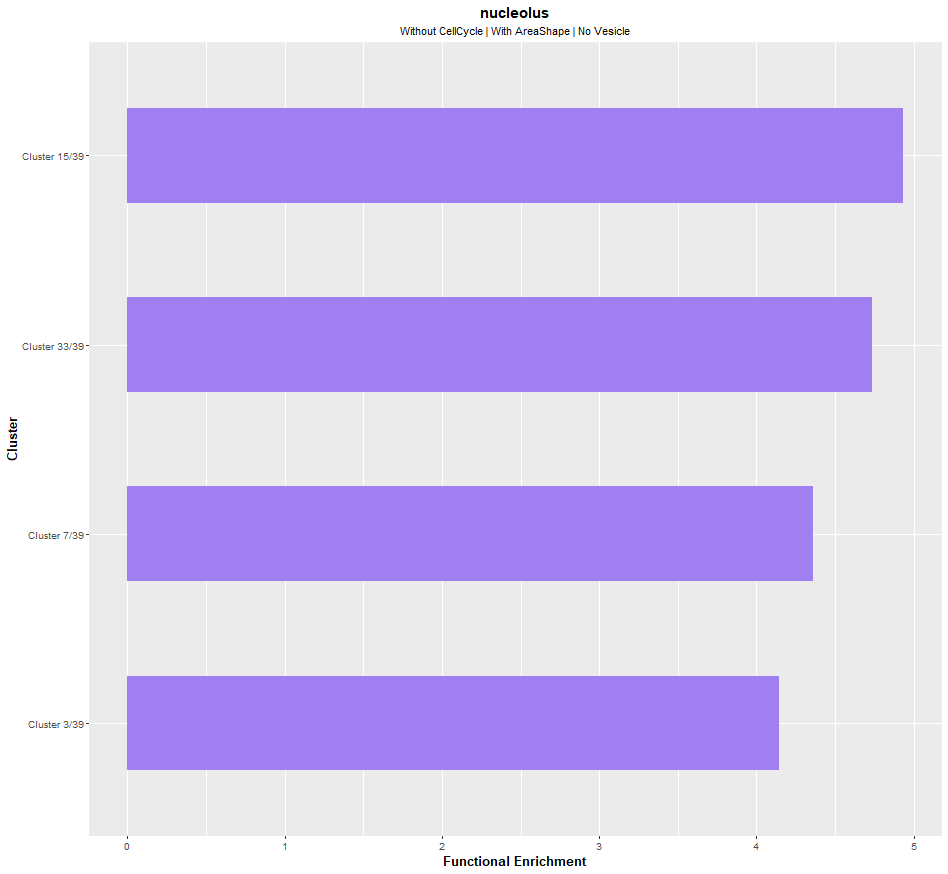 nucleolus
Without CellCycle | With AreaShape | No Vesicle
Cluster
Cluster 15/39
Cluster 33/39
Cluster 7/39
Cluster 3/39
0 1 2 3 4 5
Functional Enrichment